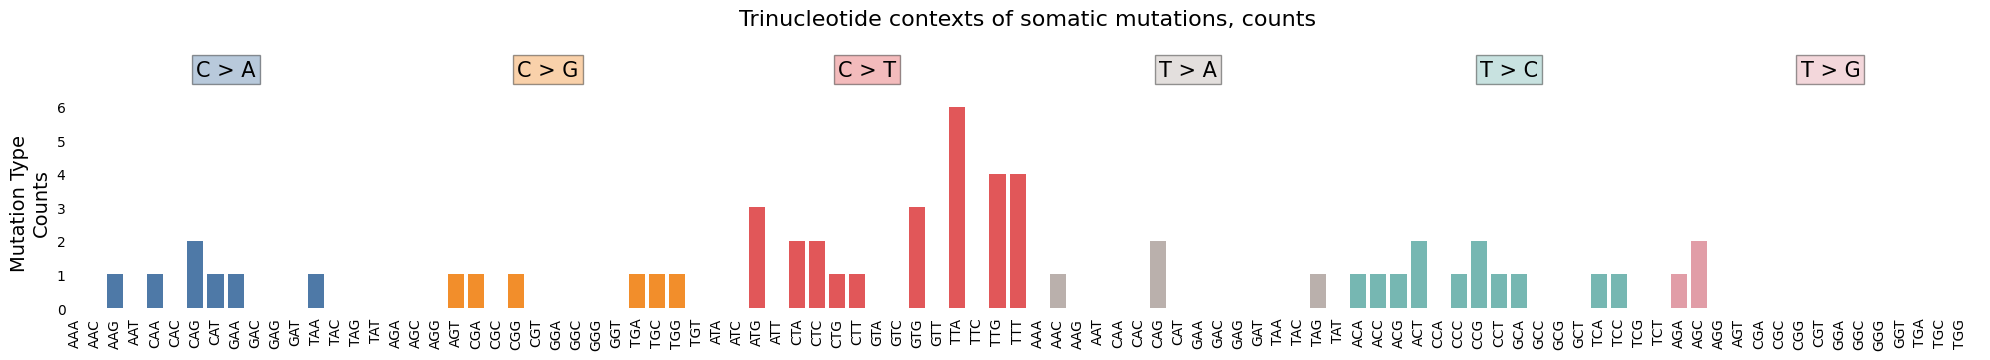 Trinucleotide contexts of somatic mutations, counts
C > A
C > G
C > T
T > A
T > C
T > G
Mutation Type
Counts
6
5
4
3
2
1
0
AAA
AAC
AAG
AAT
CAA
CAC
CAG
CAT
GAA
GAC
GAG
GAT
TAA
TAC
TAG
TAT
AGA
AGC
AGG
AGT
CGA
CGC
CGG
CGT
GGA
GGC
GGG
GGT
TGA
TGC
TGG
TGT
ATA
ATC
ATG
ATT
CTA
CTC
CTG
CTT
GTA
GTC
GTG
GTT
TTA
TTC
TTG
TTT
AAA
AAC
AAG
AAT
CAA
CAC
CAG
CAT
GAA
GAC
GAG
GAT
TAA
TAC
TAG
TAT
ACA
ACC
ACG
ACT
CCA
CCC
CCG
CCT
GCA
GCC
GCG
GCT
TCA
TCC
TCG
TCT
AGA
AGC
AGG
AGT
CGA
CGC
CGG
CGT
GGA
GGC
GGG
GGT
TGA
TGC
TGG